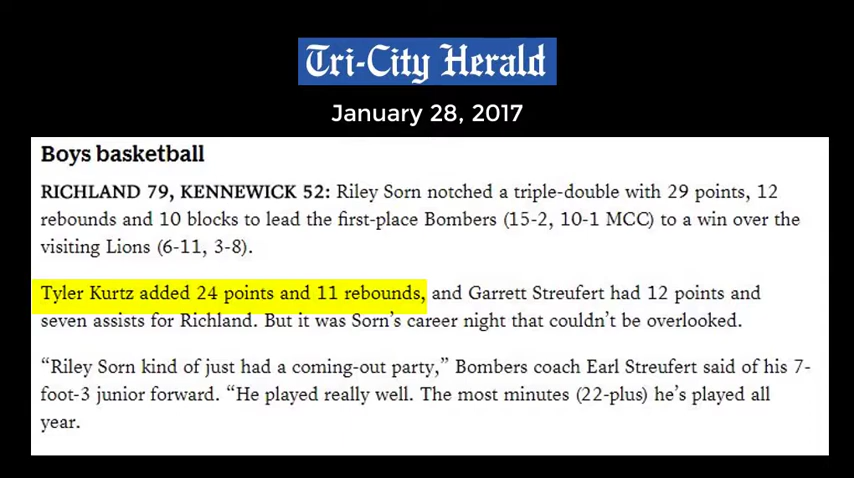 Tri-City Herald
January 28, 2017
Boys basketball
RICHLAND 79, KENNEWICK 52: Riley Sorn notched a triple-double with 29 points, 12
rebounds and 10 blocks to lead the first-place Bombers (15-2, 10-1 MCC) to a win over the
visiting Lions (6-11, 3-8).
Tyler Kurtz added 24 points and 11 rebounds, and Garrett Streufert had 12 points and
seven assists for Richland. But it was Sorn’s career night that couldn’t be overlooked.
“Riley Sorn kind of just had a coming-out party,” Bombers coach Earl Streufert said of his 7-
foot-3 junior forward. “He played really well. The most minutes (22-plus) he’s played all
year.